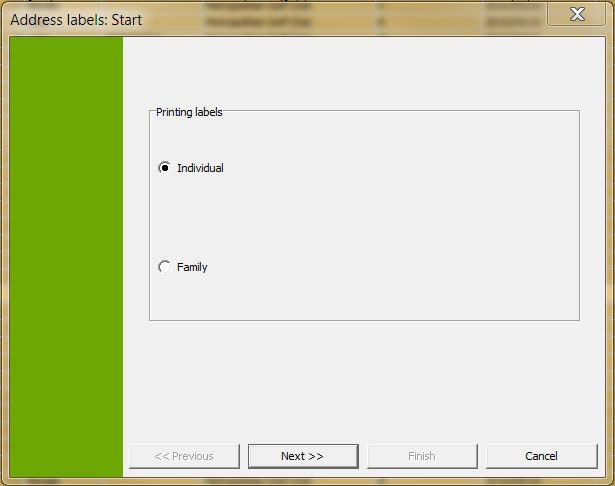 Address labels: Start
Printing labels
Individual
Family
<< Previous
Next >>
Finish
Cancel